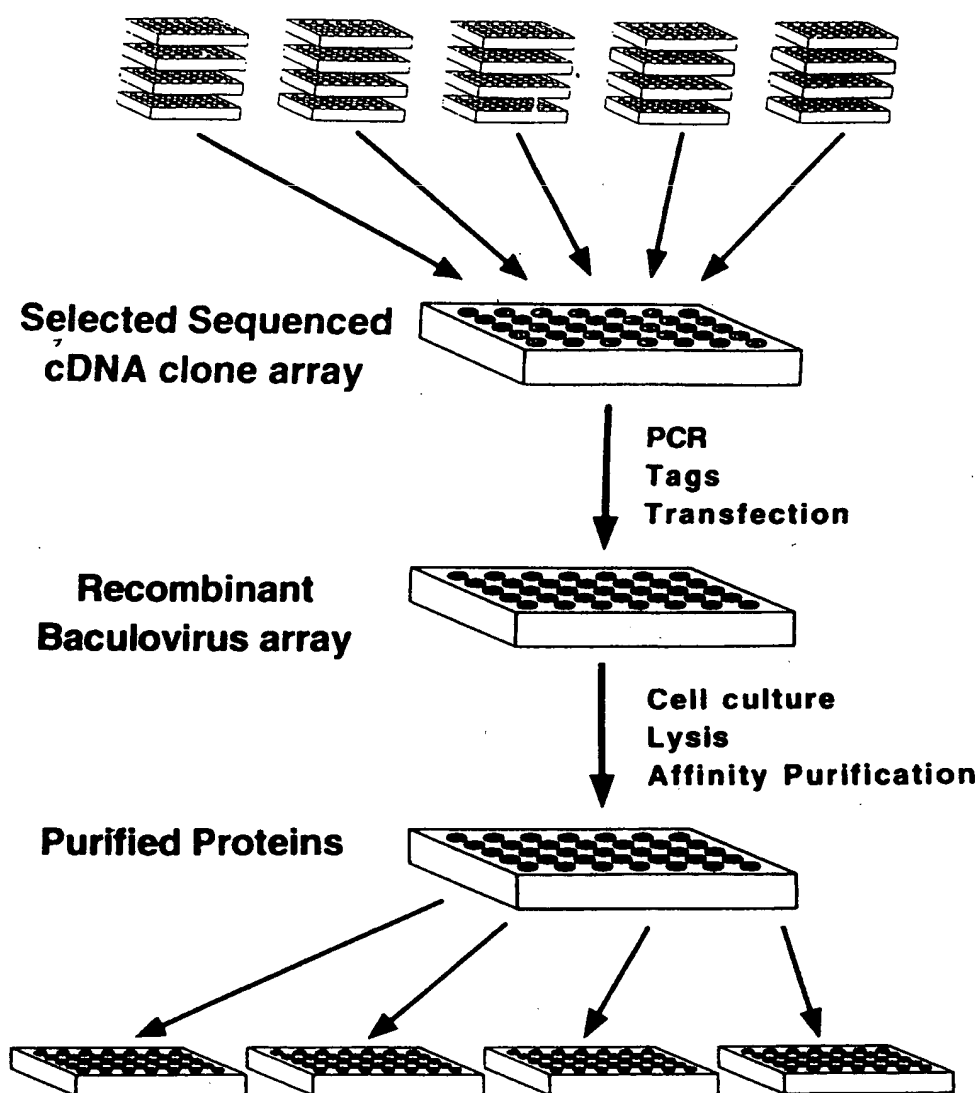 Selected Sequenced
cDNA clone array
PCR
Tags
Transfection
Recombinant
Baculovirus array
Cell culture
Lysis
Affinity Purification
Purified Proteins